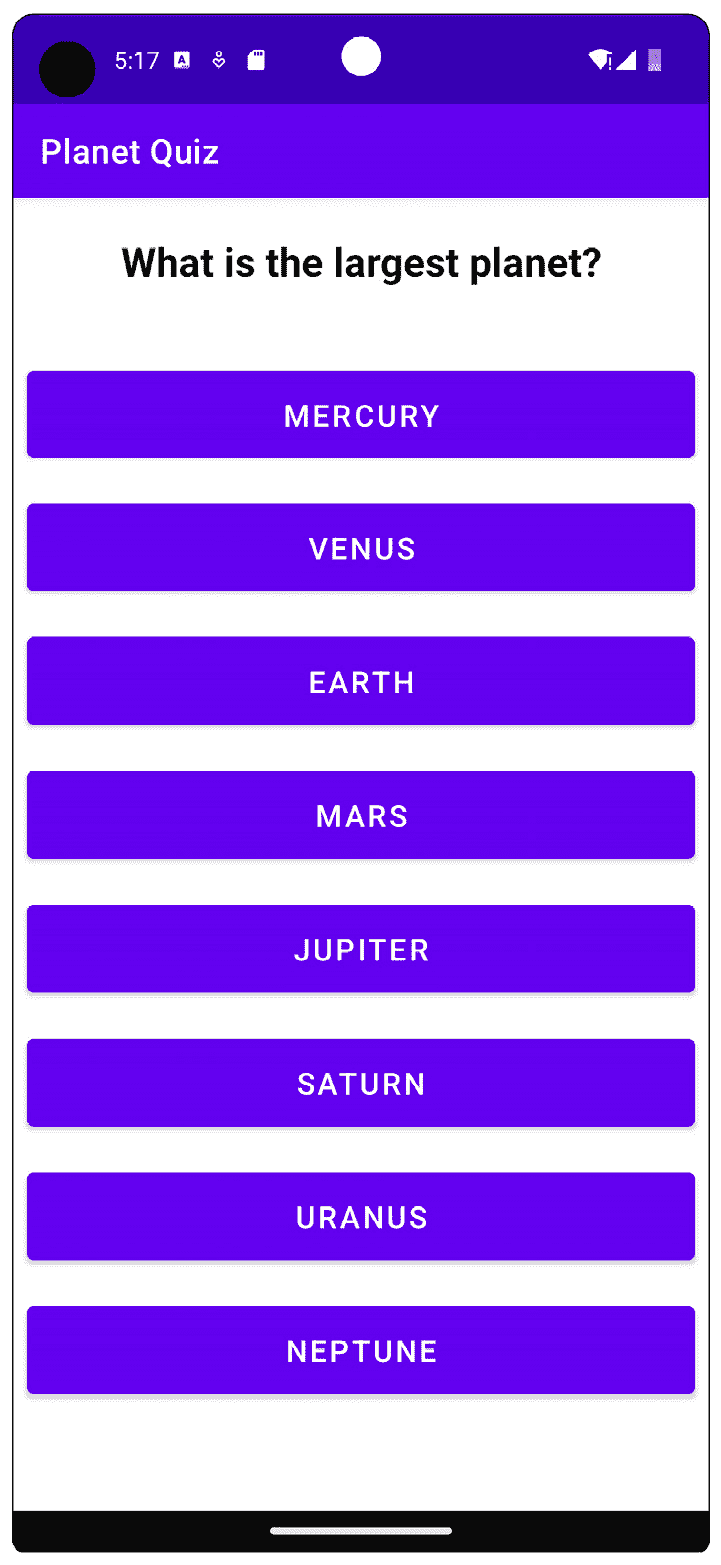 5:17
Planet Quiz
What is the largest planet?
MERCURY
VENUS
EARTH
MARS
JUPITER
SATURN
URANUS
NEPTUNE